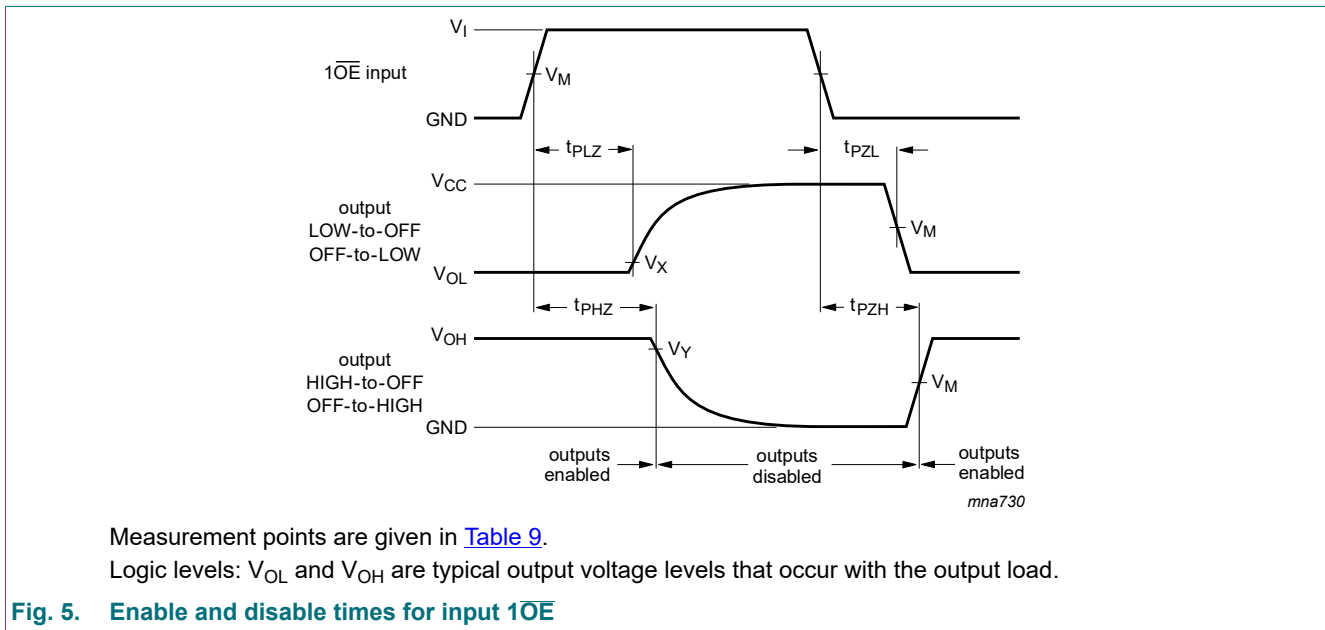 V_I
1O̅E̅ input
V_M
GND
t_PLZ
t_PZL
V_CC
output
LOW-to-OFF
OFF-to-LOW
V_M
V_X
V_OL
t_PHZ
t_PZH
V_OH
V_Y
output
HIGH-to-OFF
OFF-to-HIGH
V_M
GND
outputs
enabled
outputs
disabled
outputs
enabled
mna730
Measurement points are given in Table 9.
Logic levels: V_OL and V_OH are typical output voltage levels that occur with the output load.
Fig. 5. Enable and disable times for input 1O̅E̅